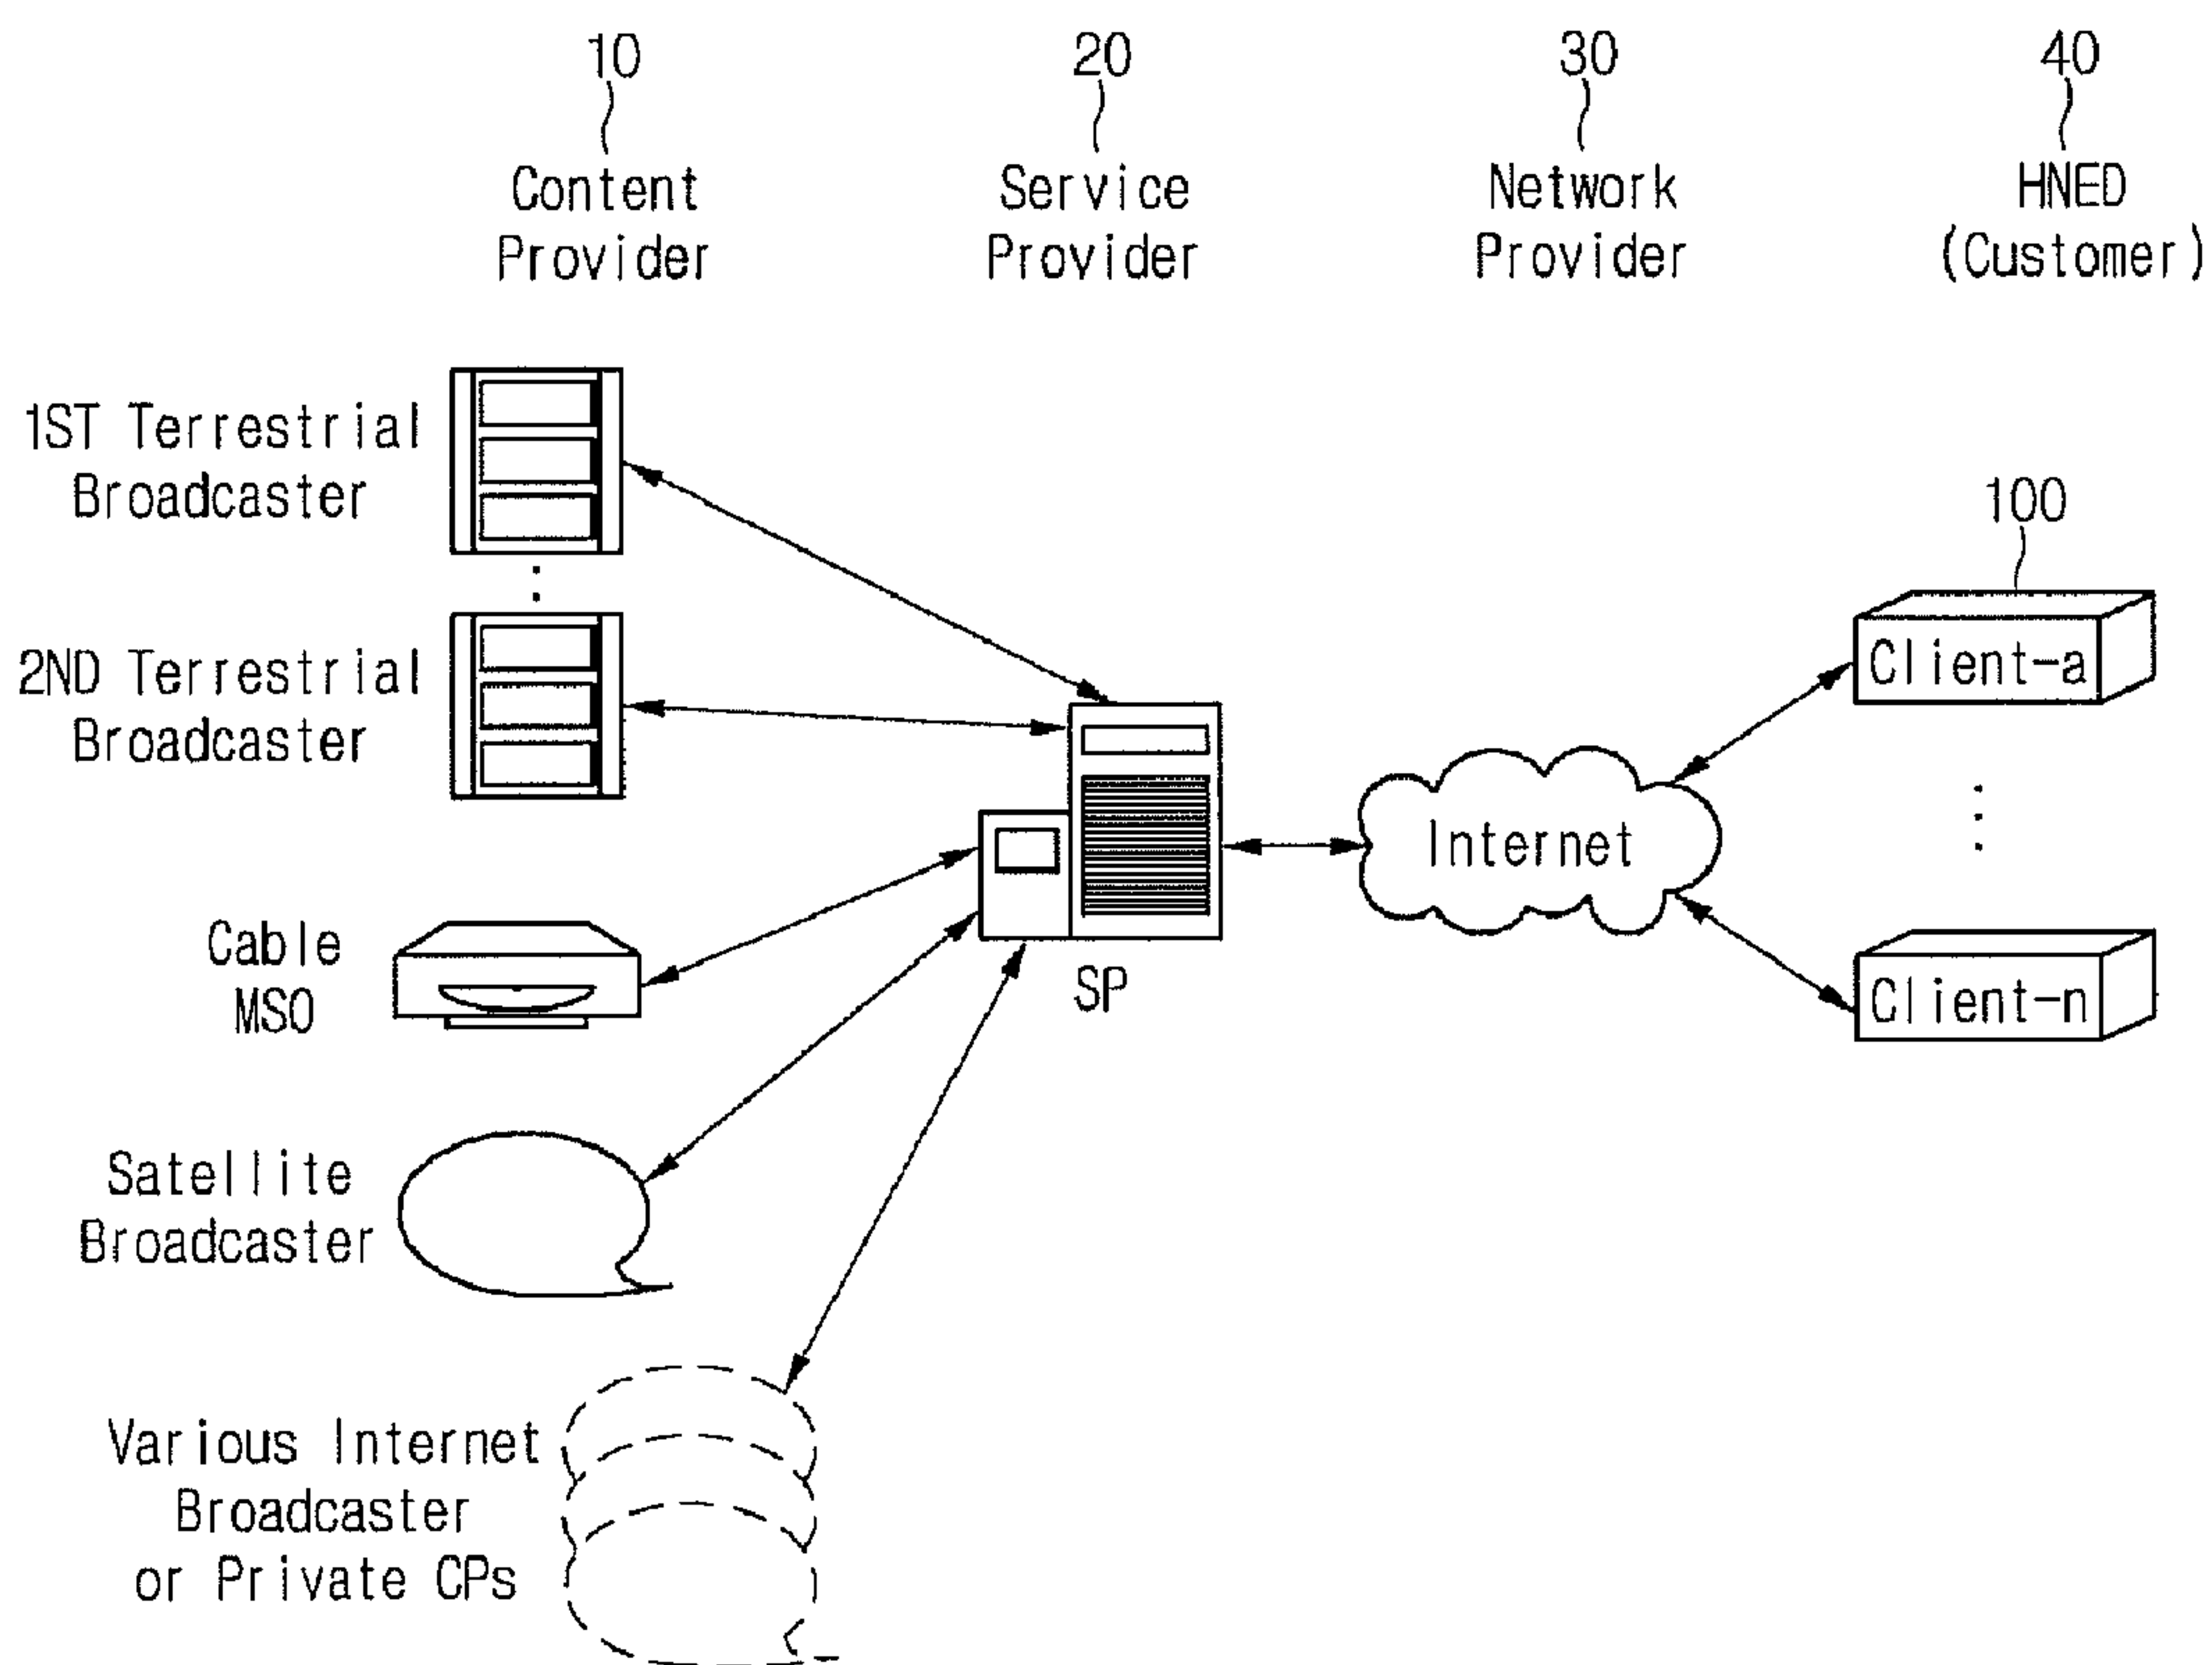 10
20
30
40
Content
Provider
Service
Provider
Network
Provider
HNED
(Customer)
1ST Terrestrial
Broadcaster
2ND Terrestrial
Broadcaster
Cable
MSO
Satellite
Broadcaster
Various Internet
Broadcaster
or Private CPs
SP
Internet
100
Client-a
Client-n